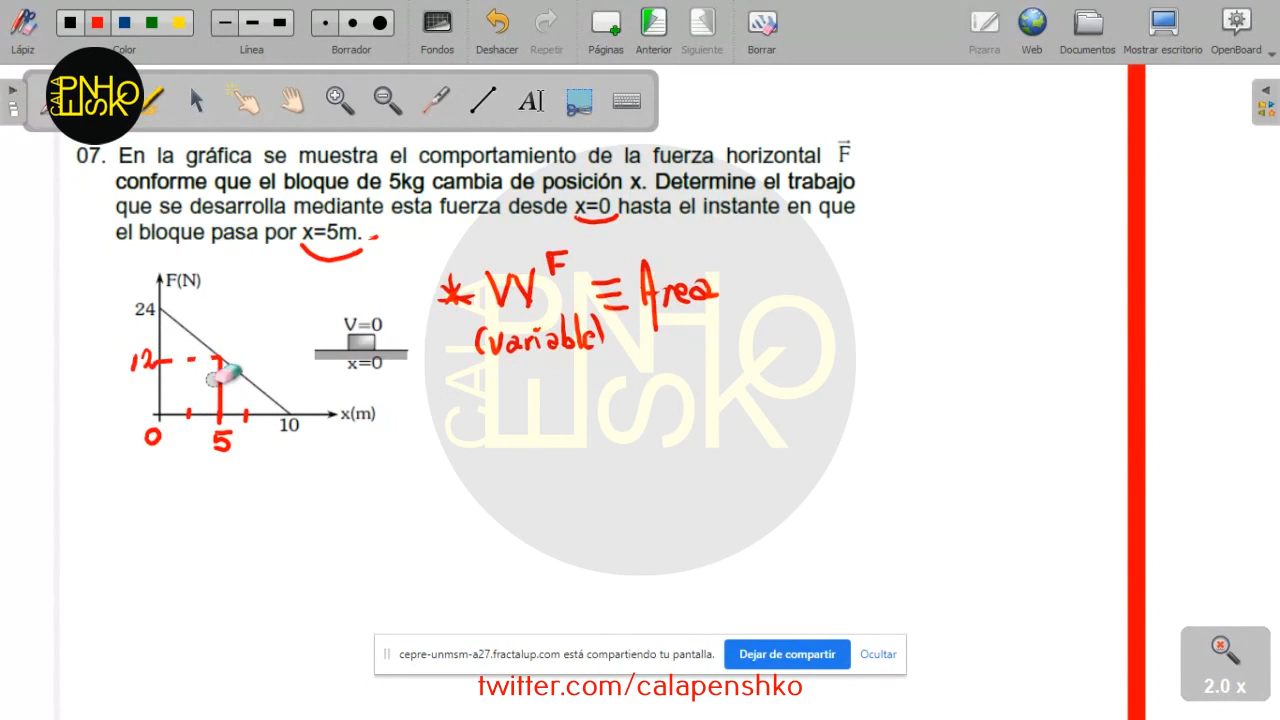 Lápiz
Color
Línea
Borrador
Fondos
Deshacer
Repetir
Páginas
Anterior
Siguiente
Borrar
Pizarra
Web
Documentos
Mostrar escritorio
OpenBoard
CALA
PENHSKO
07. En la gráfica se muestra el comportamiento de la fuerza horizontal F
conforme que el bloque de 5kg cambia de posición x. Determine el trabajo
que se desarrolla mediante esta fuerza desde x=0 hasta el instante en que
el bloque pasa por x=5m.
F(N)
24
12
0
5
10
x(m)
V=0
x=0
* W^F ≡ Area
(variable)
CALA
PENHSKO
cepre-unmsm-a27.fractalup.com está compartiendo tu pantalla.
Dejar de compartir
Ocultar
twitter.com/calapenshko
2.0 x